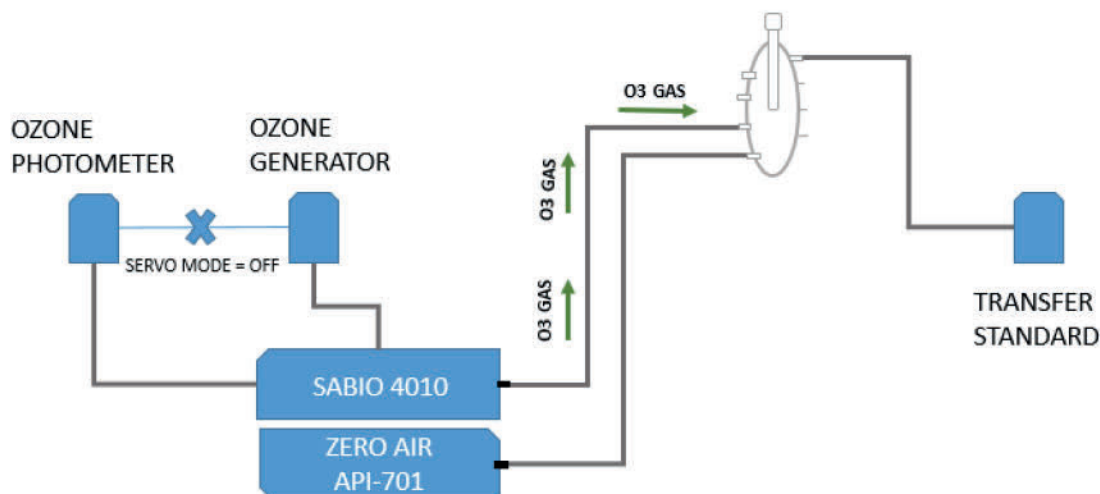 O3 GAS
OZONE
PHOTOMETER
OZONE
GENERATOR
O3 GAS
SERVO MODE = OFF
O3 GAS
TRANSFER
STANDARD
SABIO 4010
ZERO AIR
API-701